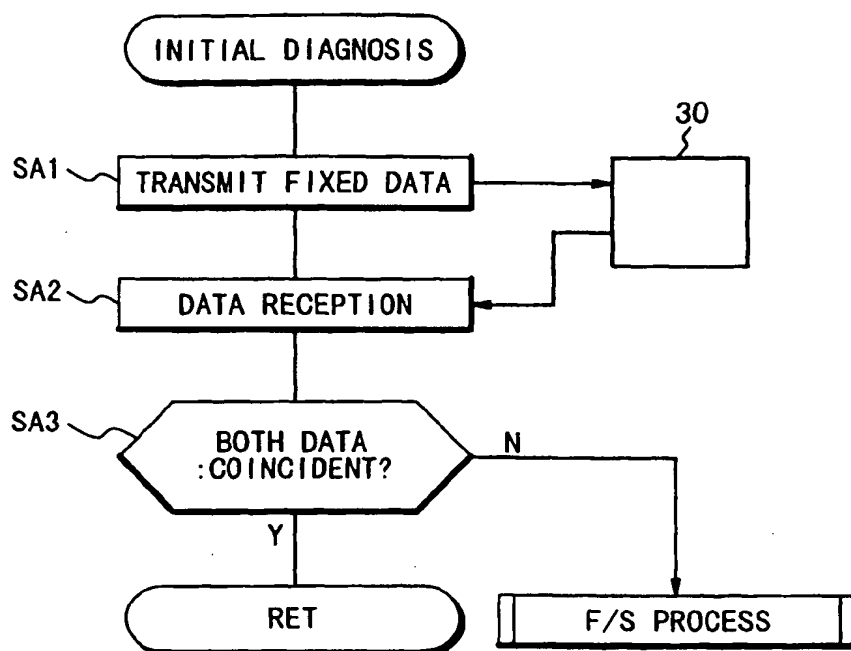 INITIAL DIAGNOSIS
30
SA1
TRANSMIT FIXED DATA
SA2
DATA RECEPTION
SA3
BOTH DATA
:COINCIDENT?
N
Y
RET
F/S PROCESS